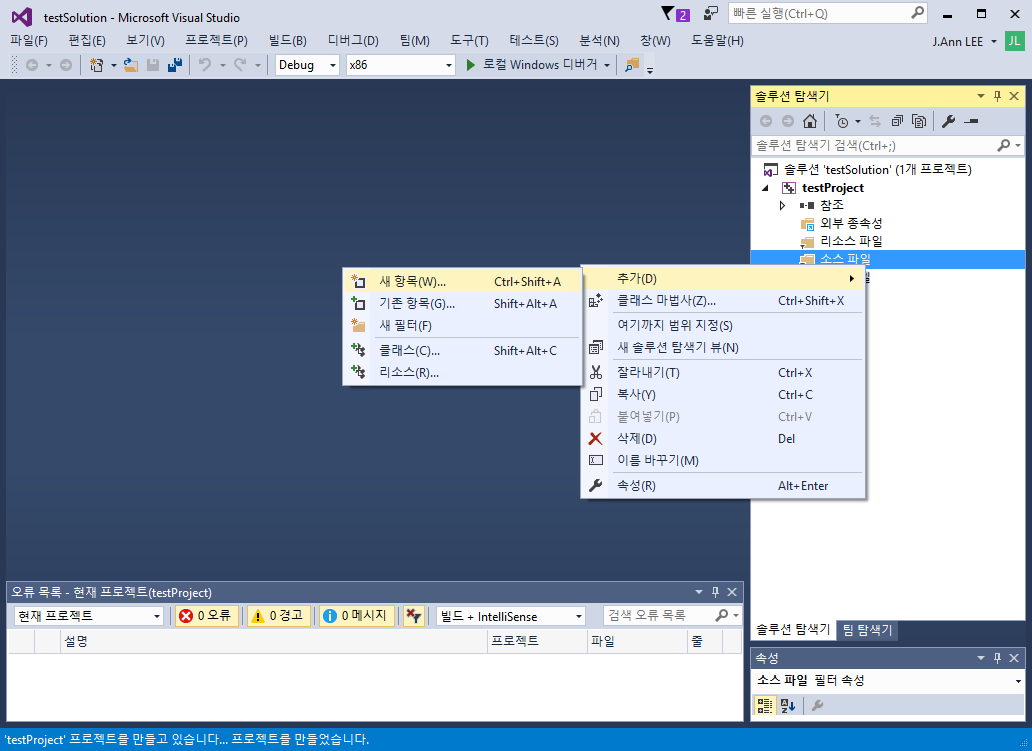 testSolution - Microsoft Visual Studio
2
빠른 실행(Ctrl+Q)
파일(F) 편집(E) 보기(V) 프로젝트(P) 빌드(B) 디버그(D) 팀(M) 도구(T) 테스트(S) 분석(N) 창(W) 도움말(H)
J.Ann LEE JL
Debug x86 로컬 Windows 디버거
솔루션 탐색기
솔루션 탐색기 검색(Ctrl+;)
솔루션 'testSolution' (1개 프로젝트)
testProject
참조
외부 종속성
리소스 파일
소스 파일
새 항목(W)... Ctrl+Shift+A
기존 항목(G)... Shift+Alt+A
새 필터(F)
클래스(C)... Shift+Alt+C
리소스(R)...
추가(D)
클래스 마법사(Z)... Ctrl+Shift+X
여기까지 범위 지정(S)
새 솔루션 탐색기 뷰(N)
잘라내기(T) Ctrl+X
복사(Y) Ctrl+C
붙여넣기(P) Ctrl+V
삭제(D) Del
이름 바꾸기(M)
속성(R) Alt+Enter
오류 목록 - 현재 프로젝트(testProject)
현재 프로젝트 0 오류 0 경고 0 메시지 빌드 + IntelliSense 검색 오류 목록
설명 프로젝트 파일 줄
솔루션 탐색기 팀 탐색기
속성
소스 파일 필터 속성
'testProject' 프로젝트를 만들고 있습니다... 프로젝트를 만들었습니다.